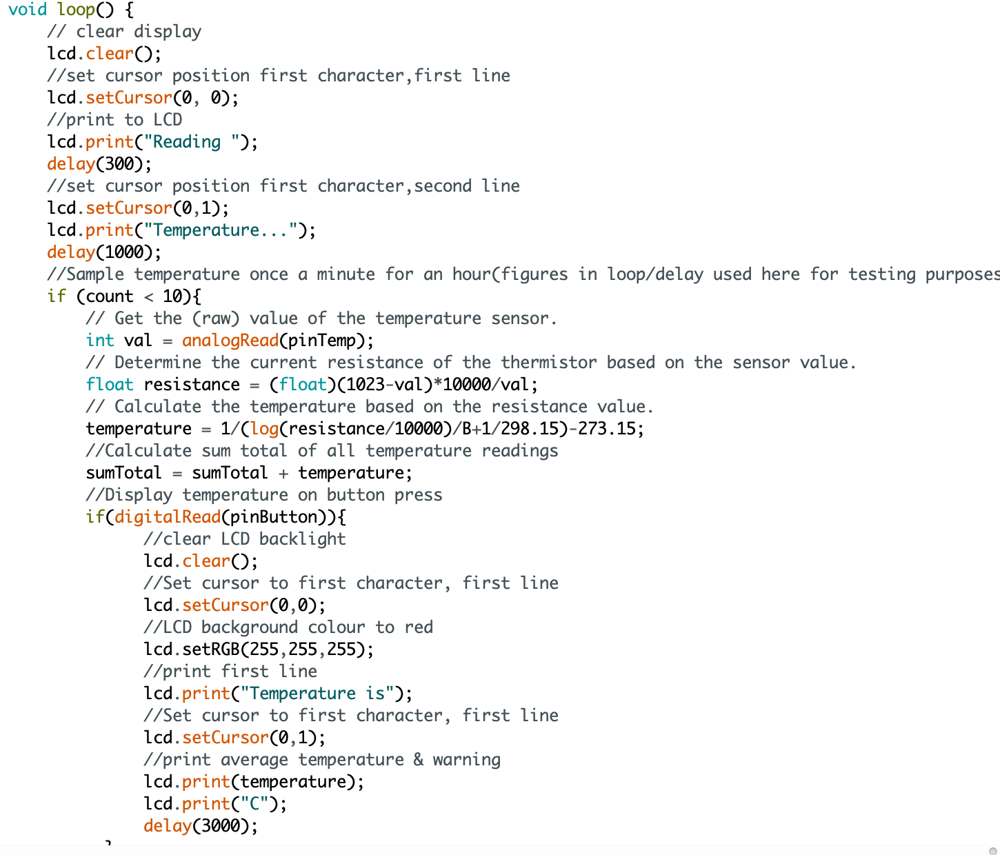 void loop() {
// clear display
lcd.clear();
//set cursor position first character,first line
lcd.setCursor(0, 0);
//print to LCD
lcd.print("Reading ");
delay(300);
//set cursor position first character,second line
lcd.setCursor(0,1);
lcd.print("Temperature...");
delay(1000);
//Sample temperature once a minute for an hour(figures in loop/delay used here for testing purposes
if (count < 10){
// Get the (raw) value of the temperature sensor.
int val = analogRead(pinTemp);
// Determine the current resistance of the thermistor based on the sensor value.
float resistance = (float)(1023-val)*10000/val;
// Calculate the temperature based on the resistance value.
temperature = 1/(log(resistance/10000)/B+1/298.15)-273.15;
//Calculate sum total of all temperature readings
sumTotal = sumTotal + temperature;
//Display temperature on button press
if(digitalRead(pinButton)){
//clear LCD backlight
lcd.clear();
//Set cursor to first character, first line
lcd.setCursor(0,0);
//LCD background colour to red
lcd.setRGB(255,255,255);
//print first line
lcd.print("Temperature is");
//Set cursor to first character, first line
lcd.setCursor(0,1);
//print average temperature & warning
lcd.print(temperature);
lcd.print("C");
delay(3000);